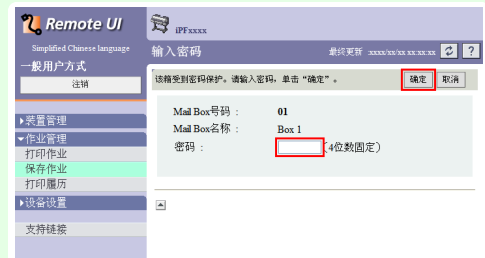 Remote UI
Simplified Chinese language
一般用户方式
注销
▶装置管理
▼作业管理
打印作业
保存作业
打印履历
▶设备设置
支持链接
iPFxxxx
输入密码
最终更新 :xxxx/xx/xx xx:xx:xx
?
该箱受到密码保护。请输入密码，单击“确定”。
确定
取消
Mail Box号码 : 01
Mail Box名称 : Box 1
密码 : (4位数固定)